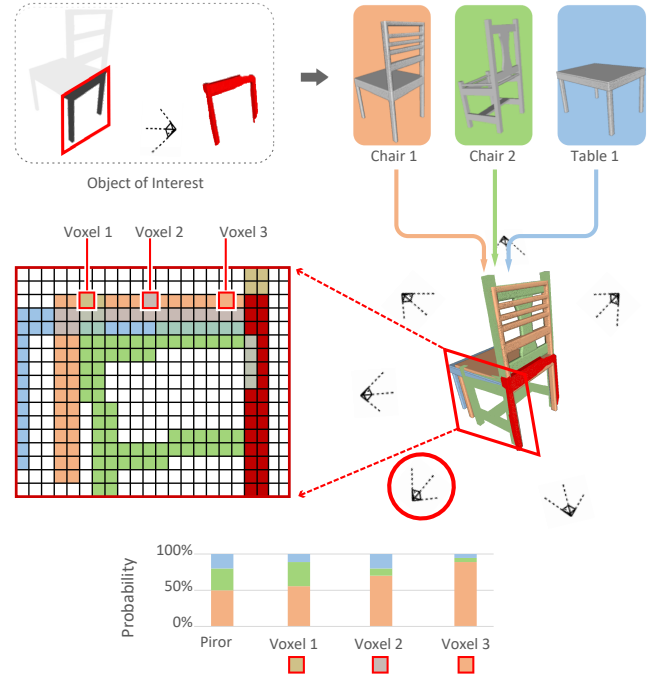 Chair 1 Chair 2 Table 1
Object of Interest
Voxel 1 Voxel 2 Voxel 3
Probability
100%
50%
0%
Piror Voxel 1 Voxel 2 Voxel 3